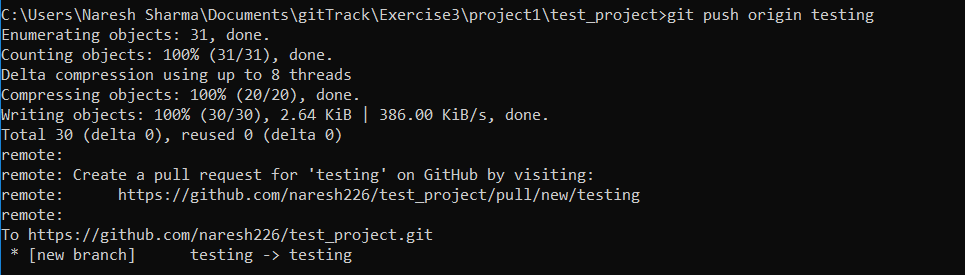 C:\Users\Naresh Sharma\Documents\gitTrack\Exercise3\project1\test_project>git push origin testing
Enumerating objects: 31, done.
Counting objects: 100% (31/31), done.
Delta compression using up to 8 threads
Compressing objects: 100% (20/20), done.
Writing objects: 100% (30/30), 2.64 KiB | 386.00 KiB/s, done.
Total 30 (delta 0), reused 0 (delta 0)
remote:
remote: Create a pull request for 'testing' on GitHub by visiting:
remote:      https://github.com/naresh226/test_project/pull/new/testing
remote:
To https://github.com/naresh226/test_project.git
 * [new branch]      testing -> testing